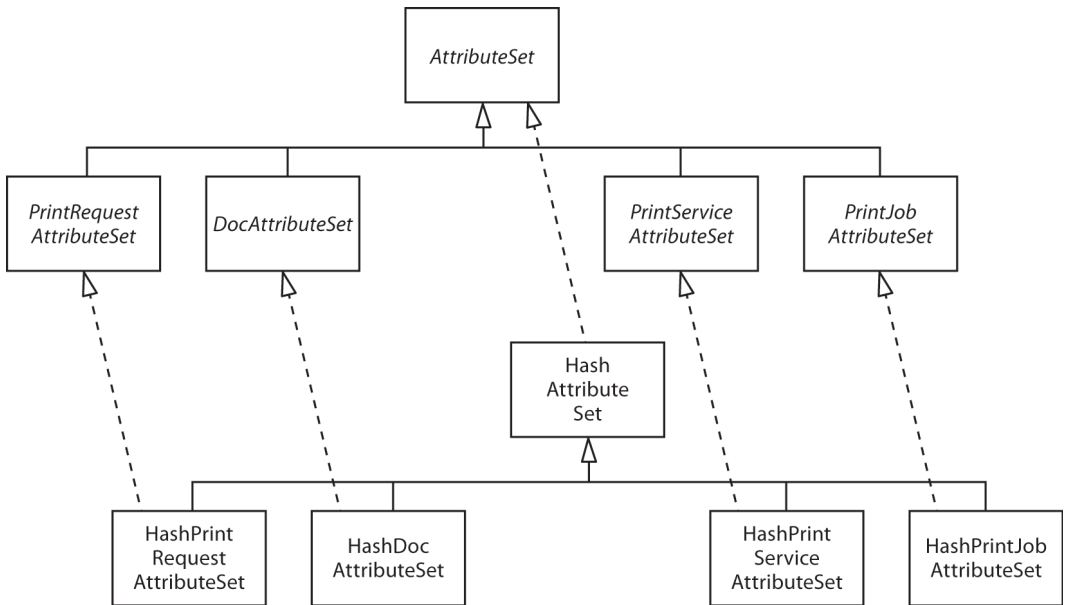 AttributeSet
PrintRequest
AttributeSet
DocAttributeSet
PrintService
AttributeSet
PrintJob
AttributeSet
Hash
Attribute
Set
HashPrint
Request
AttributeSet
HashDoc
AttributeSet
HashPrint
Service
AttributeSet
HashPrintJob
AttributeSet